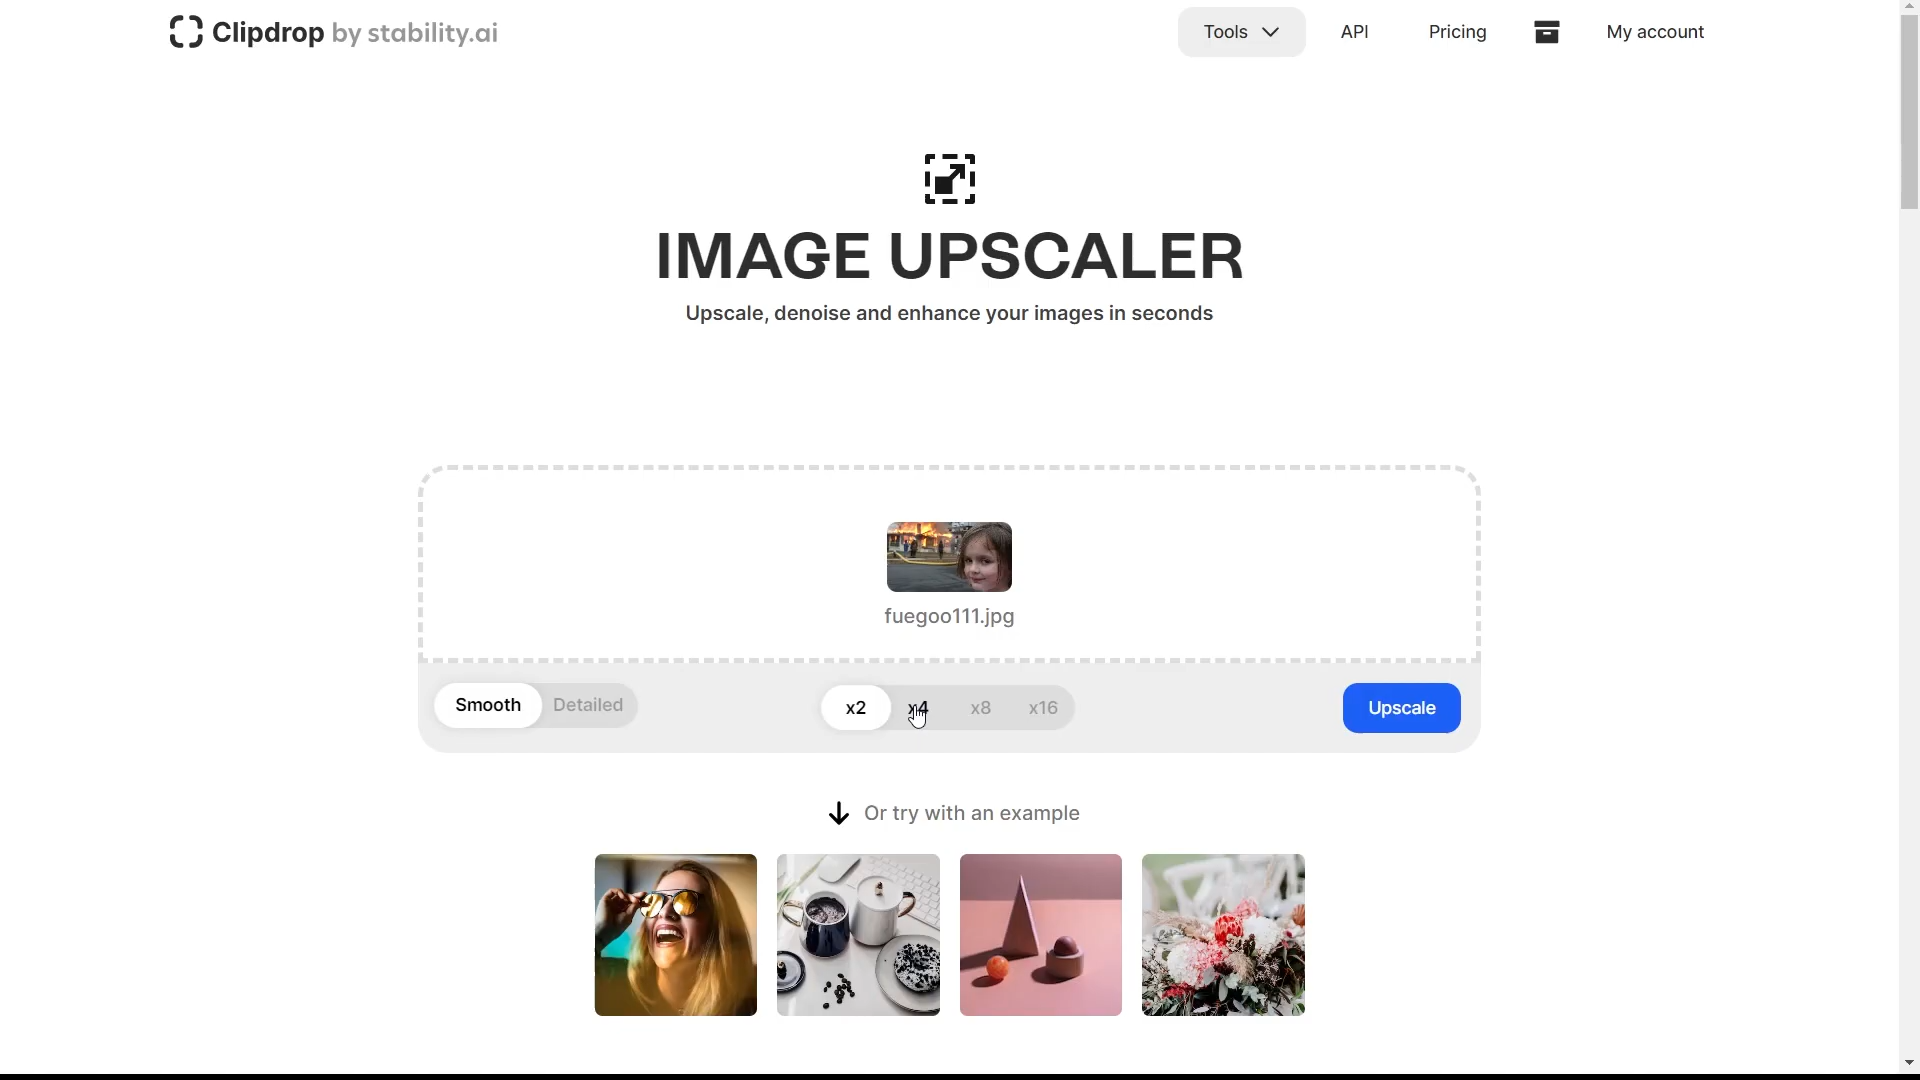 Clipdrop by stability.ai
Tools
API
Pricing
My account
IMAGE UPSCALER
Upscale, denoise and enhance your images in seconds
fuegoo111.jpg
Smooth
Detailed
x2
x4
x8
x16
Upscale
Or try with an example